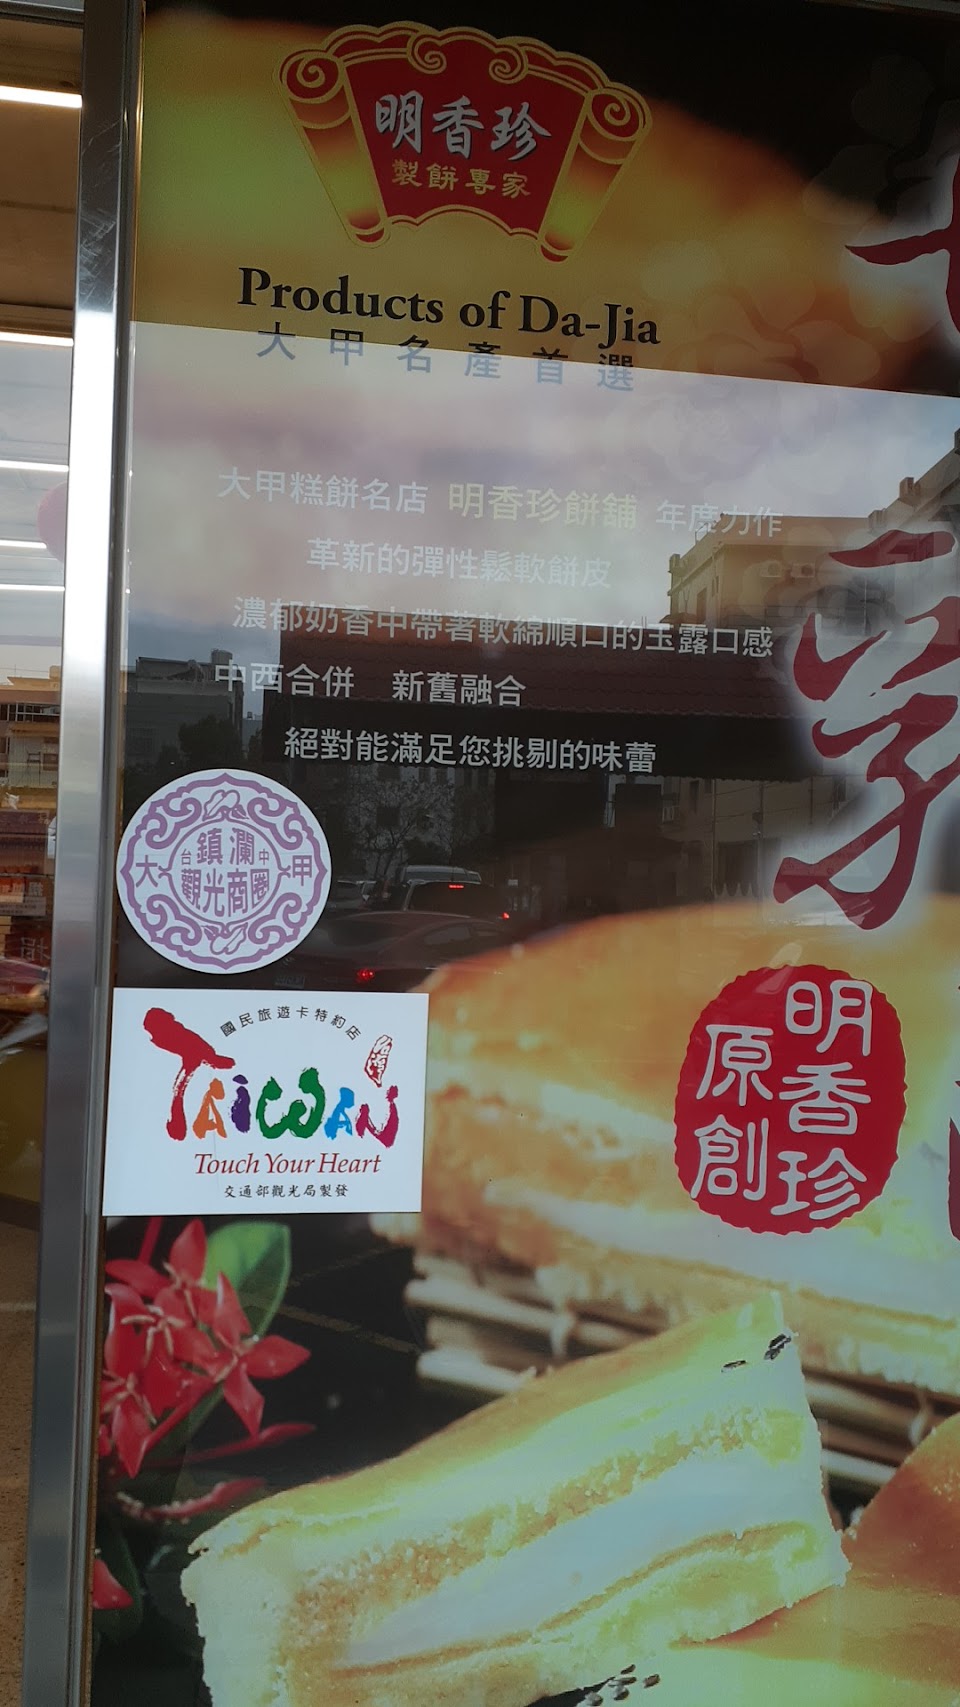 明香珍
製餅專家
Products of Da-Jia
大甲名產首選
大甲糕餅名店 明香珍餅舖 年度力作
革新的彈性鬆軟餅皮
濃郁奶香中帶著軟綿順口的玉露口感
中西合併 新舊融合
絕對能滿足您挑剔的味蕾
乳
台 鎮瀾 中
大 甲
觀光商圈
明香珍
原創
國民旅遊卡特約店
台灣
TAIWAN
Touch Your Heart
交通部觀光局製發